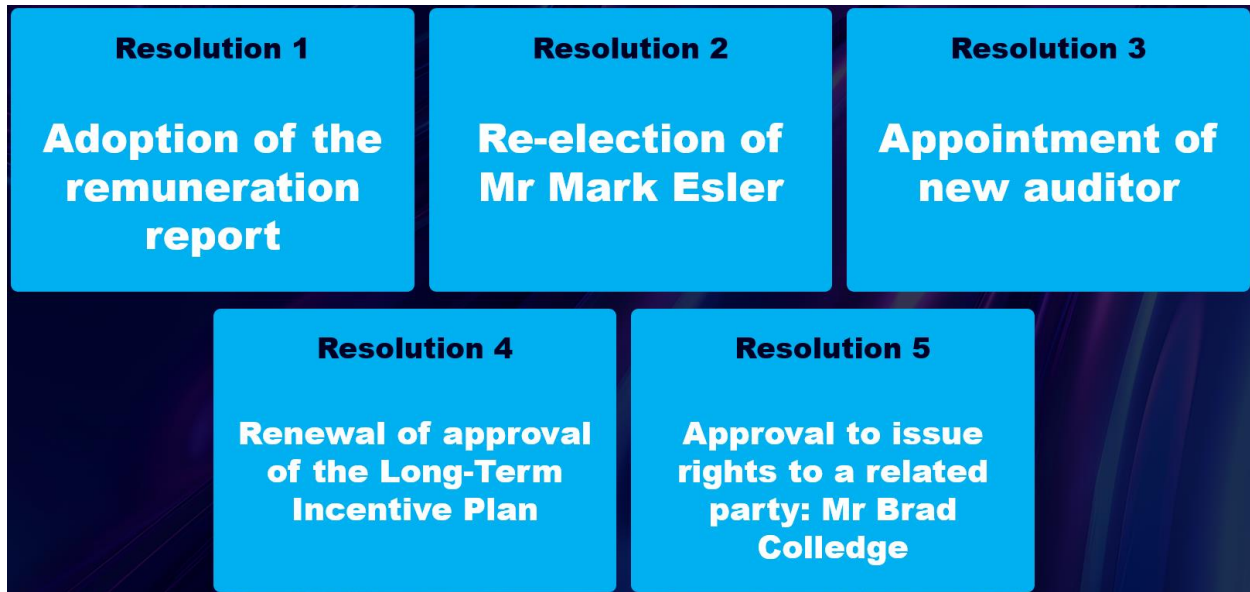 Resolution 1
Adoption of the
remuneration
report
Resolution 2
Re-election of
Mr Mark Esler
Resolution 3
Appointment of
new auditor
Resolution 4
Renewal of approval
of the Long-Term
Incentive Plan
Resolution 5
Approval to issue
rights to a related
party: Mr Brad
Colledge